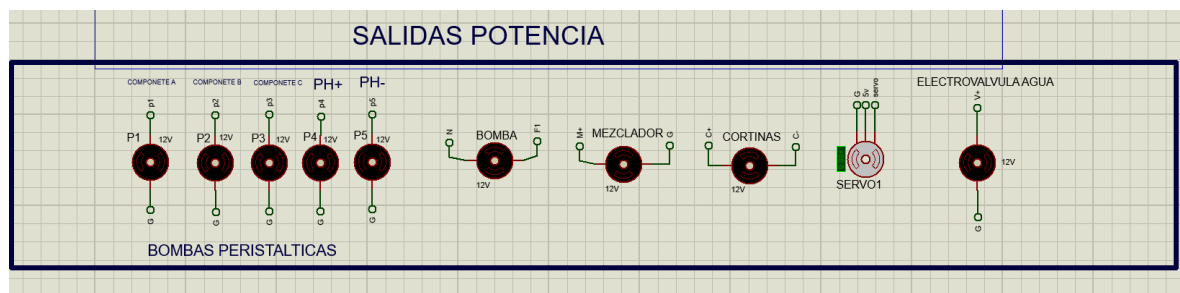 SALIDAS POTENCIA
COMPONETE A
COMPONETE B
COMPONETE C
PH+
PH-
ELECTROVALVULA AGUA
p1
p2
p3
p4
p5
N
F1
M+
G
C+
C-
G
5v
servo
V+
P1
12V
P2
12V
P3
12V
P4
12V
P5
12V
BOMBA
12V
MEZCLADOR
12V
CORTINAS
12V
SERVO1
12V
G
G
G
G
G
G
BOMBAS PERISTALTICAS